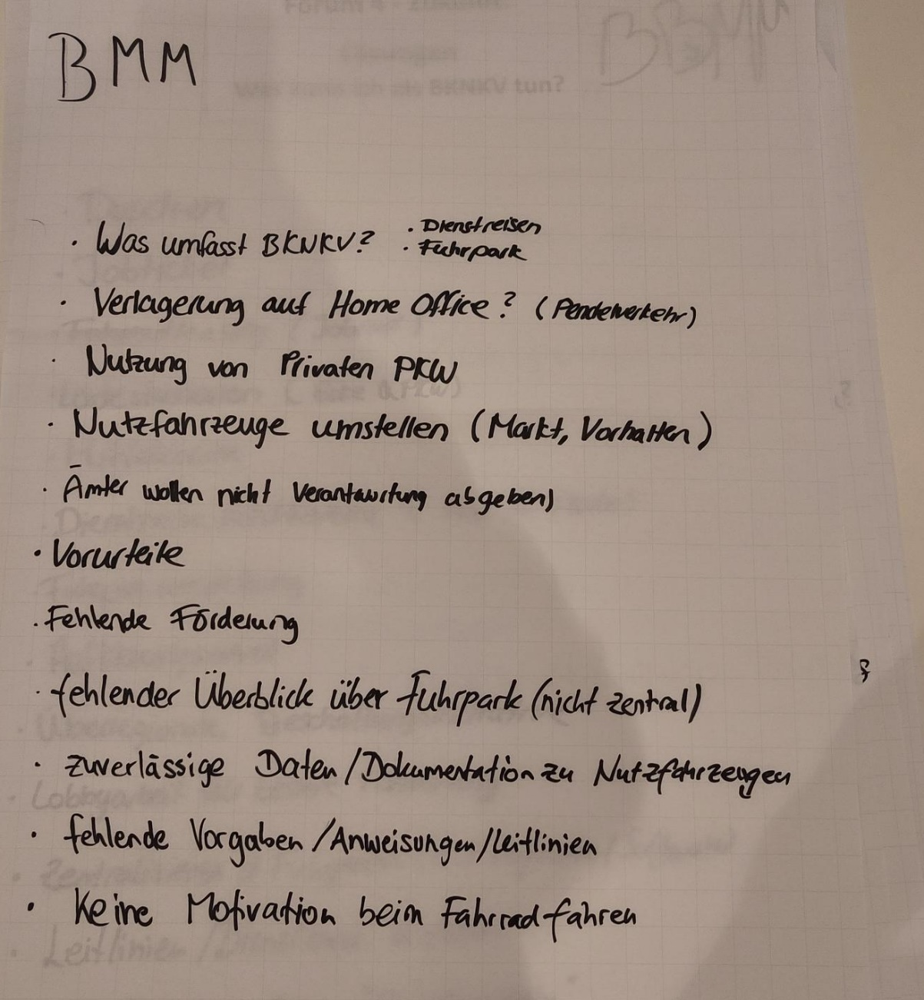 BMM
· Was umfasst BKNKV? · Dienstreisen
· Fuhrpark
· Verlagerung auf Home Office? (Pendelverkehr)
· Nutzung von Privaten PKW
· Nutzfahrzeuge umstellen (Markt, Vorhalten)
· Ämter wollen nicht Verantwortung abgeben)
· Vorurteile
· Fehlende Förderung
· fehlender Überblick über Fuhrpark (nicht zentral)
· zuverlässige Daten/Dokumentation zu Nutzfahrzeugen
· fehlende Vorgaben/Anweisungen/Leitlinien
· Keine Motivation beim Fahrradfahren